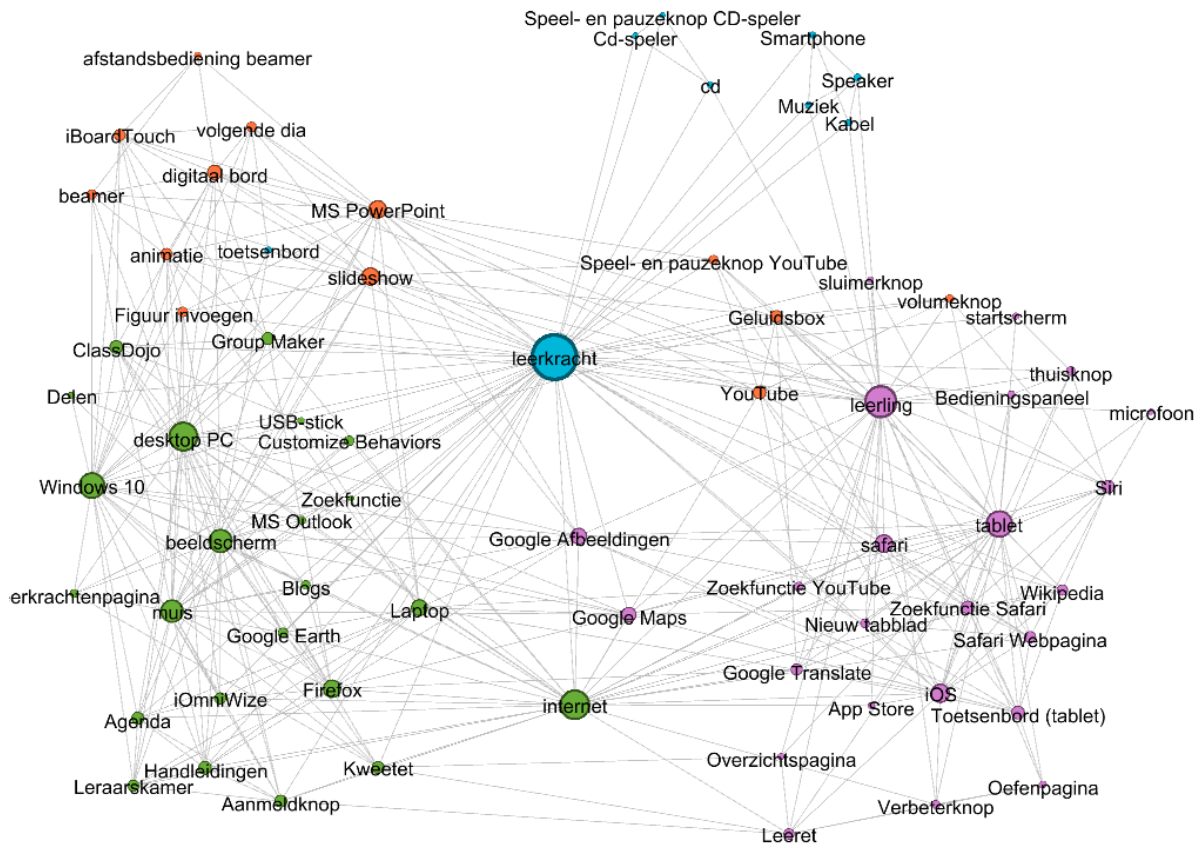 Speel- en pauzeknop CD-speler
Cd-speler
Smartphone
afstandsbediening beamer
Speaker
cd
Muziek
Kabel
iBoardTouch
volgende dia
digitaal bord
beamer
MS PowerPoint
animatie
toetsenbord
slideshow
Speel- en pauzeknop YouTube
sluimerknop
volumeknop
Figuur invoegen
Geluidsbox
startscherm
ClassDojo
Group Maker
leerkracht
thuisknop
Delen
YouTube
leerling
Bedieningspaneel
microfoon
USB-stick
desktop PC
Customize Behaviors
Windows 10
Siri
Zoekfunctie
MS Outlook
tablet
beeldscherm
Google Afbeeldingen
safari
erkrachtenpagina
Blogs
Zoekfunctie YouTube
Wikipedia
muis
Laptop
Google Maps
Zoekfunctie Safari
Nieuw tabblad
Google Earth
Safari Webpagina
Google Translate
iOmniWize
Firefox
internet
iOS
App Store
Toetsenbord (tablet)
Agenda
Overzichtspagina
Handleidingen
Kweetet
Leraarskamer
Oefenpagina
Aanmeldknop
Verbeterknop
Leeret